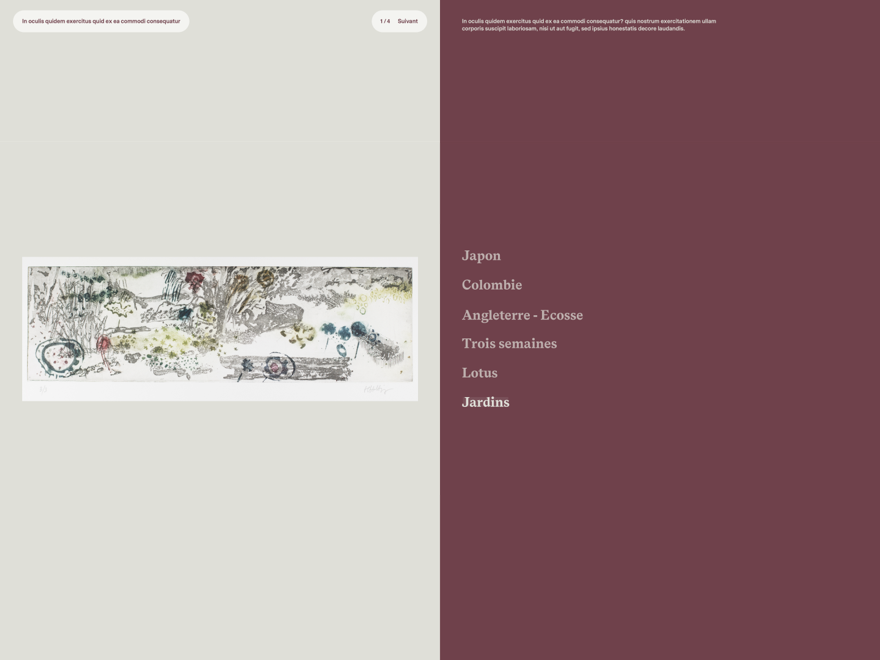 In oculis quidem exercitus quid ex ea commodi consequatur
1 / 4 Suivant
In oculis quidem exercitus quid ex ea commodi consequatur? quis nostrum exercitationem ullam
corporis suscipit laboriosam, nisi ut aut fugit, sed ipsius honestatis decore laudandis.
Japon
Colombie
Angleterre - Ecosse
Trois semaines
Lotus
Jardins